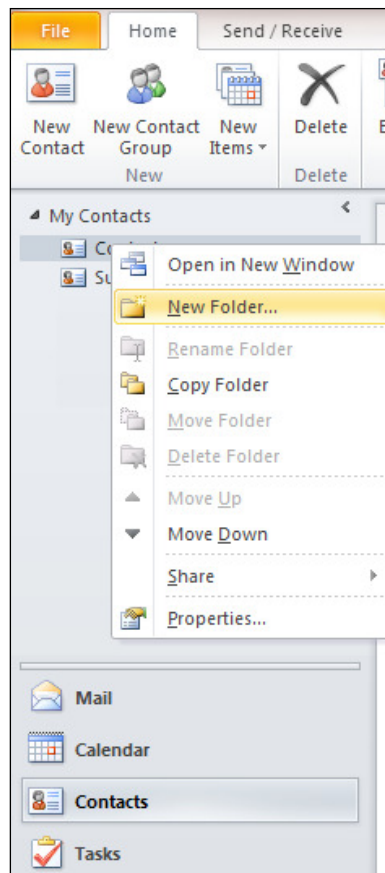 File Home Send / Receive
New Contact
New Contact Group
New Items
Delete
New Delete
My Contacts
Open in New Window
New Folder...
Rename Folder
Copy Folder
Move Folder
Delete Folder
Move Up
Move Down
Share
Properties...
Mail
Calendar
Contacts
Tasks